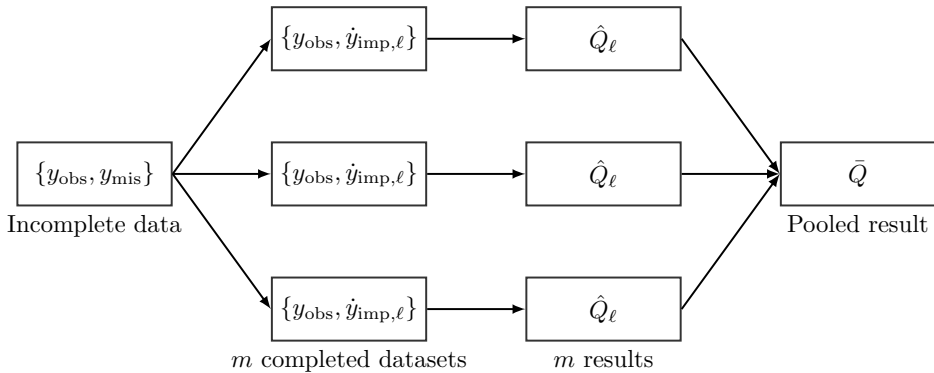 {y_obs, ẏ_imp,ℓ}
Q̂_ℓ
{y_obs, y_mis}
Incomplete data
{y_obs, ẏ_imp,ℓ}
Q̂_ℓ
Q̄
Pooled result
{y_obs, ẏ_imp,ℓ}
m completed datasets
Q̂_ℓ
m results